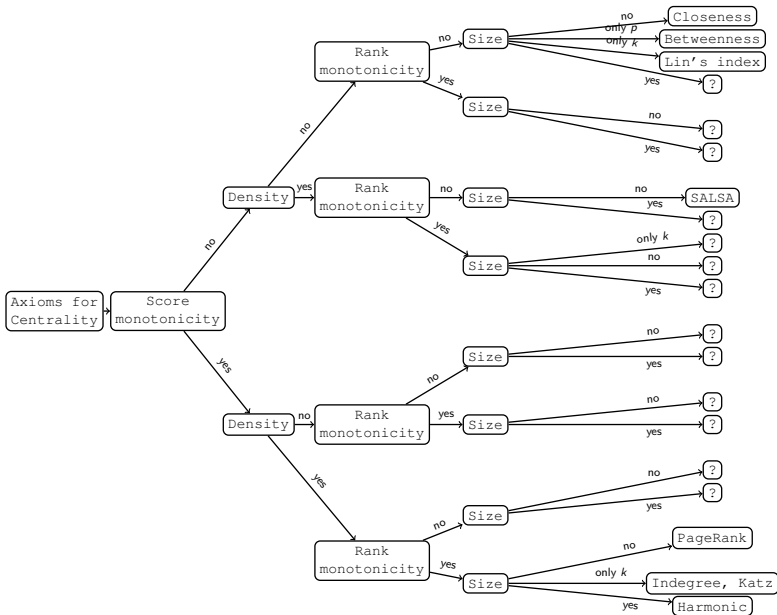 no
Closeness
Rank
monotonicity
no
Size
only p
Betweenness
only k
Lin's index
yes
?
yes
Size
no
?
yes
?
no
Density
yes
Rank
monotonicity
no
Size
no
SALSA
yes
?
yes
Size
only k
?
no
?
yes
?
no
Axioms for
Centrality
Score
monotonicity
yes
Size
no
?
yes
?
no
Density
no
Rank
monotonicity
yes
Size
no
?
yes
?
yes
Size
no
?
yes
?
no
Rank
monotonicity
yes
Size
no
PageRank
only k
Indegree, Katz
yes
Harmonic